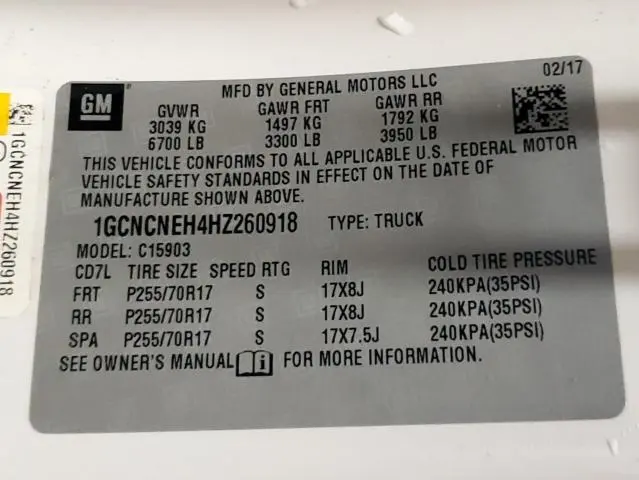 GM
MFD BY GENERAL MOTORS LLC
02/17
GVWR GAWR FRT GAWR RR
3039 KG 1497 KG 1792 KG
6700 LB 3300 LB 3950 LB
THIS VEHICLE CONFORMS TO ALL APPLICABLE U.S. FEDERAL MOTOR
VEHICLE SAFETY STANDARDS IN EFFECT ON THE DATE OF
MANUFACTURE SHOWN ABOVE.
1GCNCNEH4HZ260918 TYPE: TRUCK
MODEL: C15903
CD7L TIRE SIZE SPEED RTG RIM COLD TIRE PRESSURE
FRT P255/70R17 S 17X8J 240KPA(35PSI)
RR P255/70R17 S 17X8J 240KPA(35PSI)
SPA P255/70R17 S 17X7.5J 240KPA(35PSI)
SEE OWNER'S MANUAL FOR MORE INFORMATION.
1GCNCNEH4HZ260918